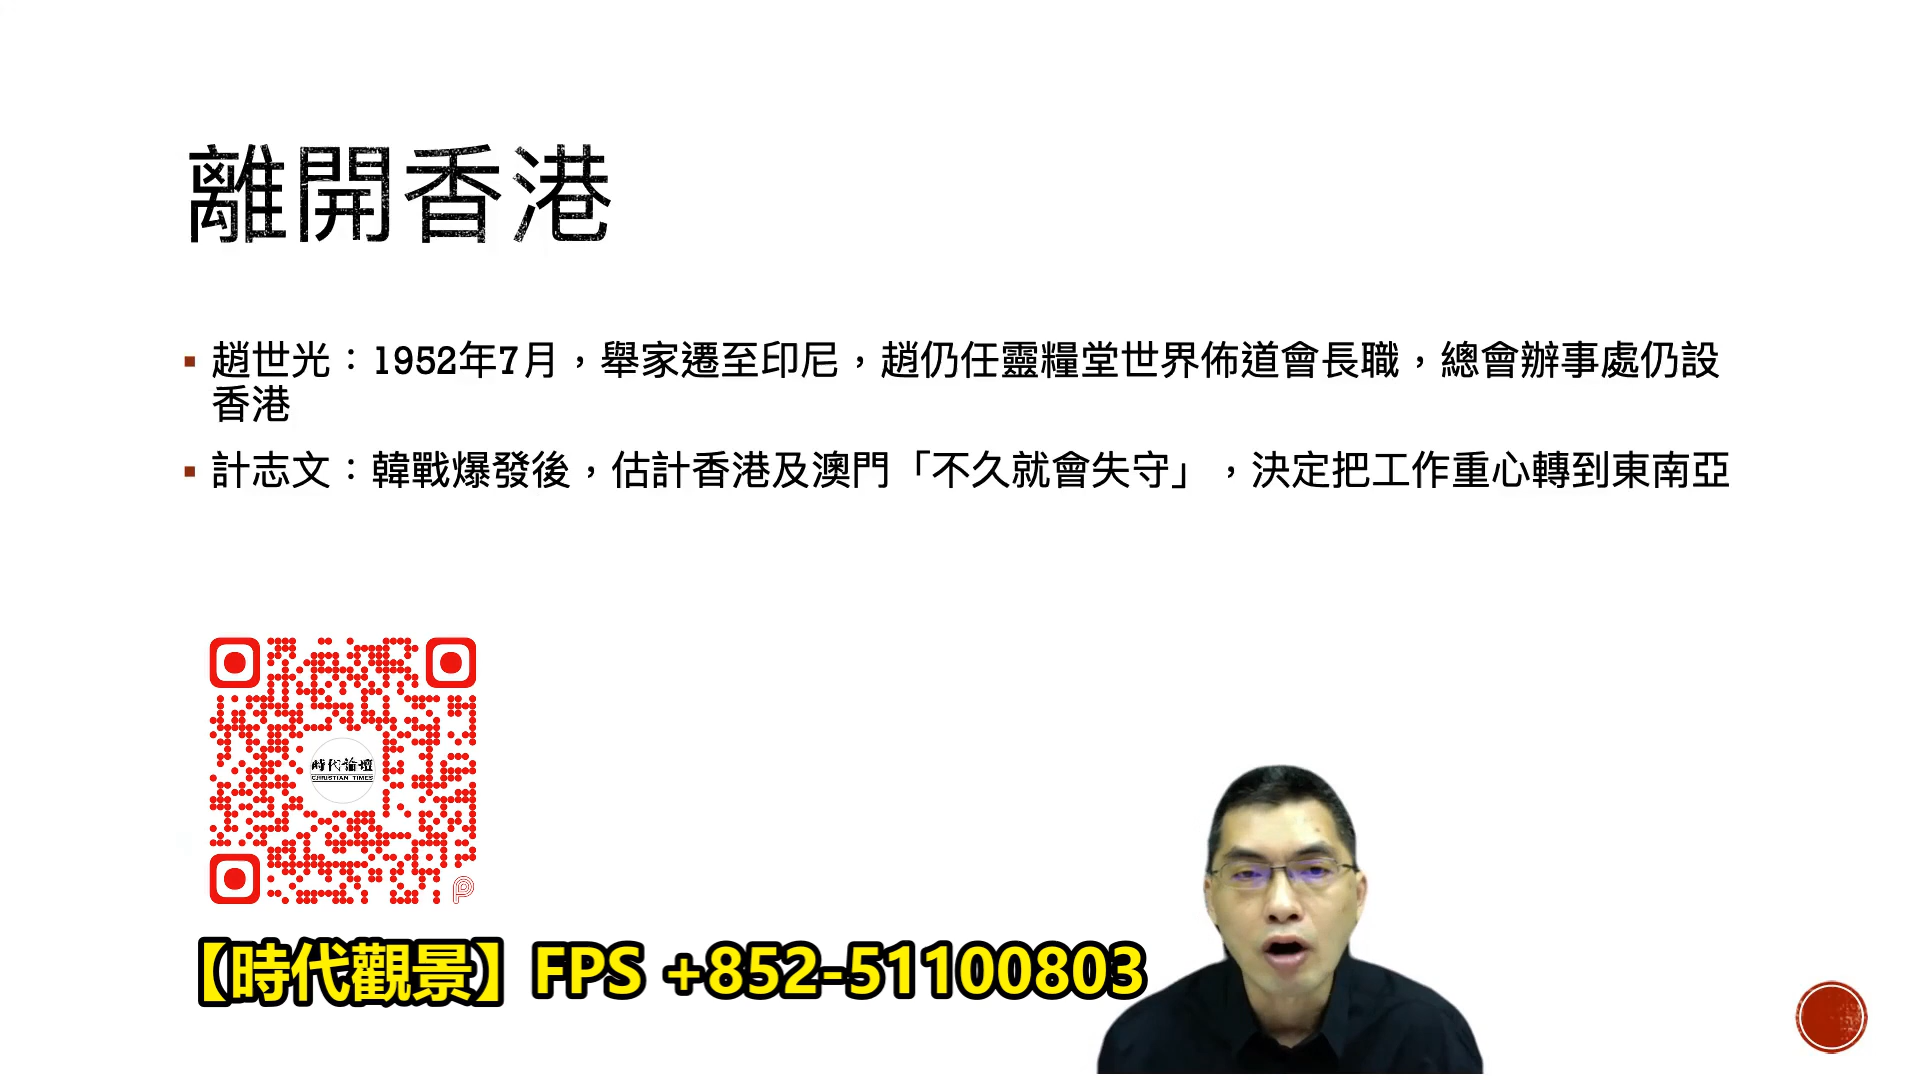 離開香港
趙世光：1952年7月，舉家遷至印尼，趙仍任靈糧堂世界佈道會長職，總會辦事處仍設
香港
計志文：韓戰爆發後，估計香港及澳門「不久就會失守」，決定把工作重心轉到東南亞
時代論壇
CHRISTIAN TIMES
【時代觀景】FPS +852-51100803